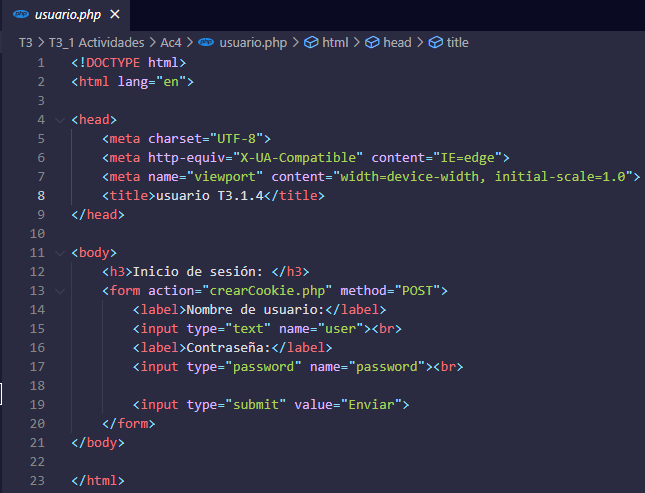 usuario.php ×
T3 > T3_1 Actividades > Ac4 > usuario.php > html > head > title
1 <!DOCTYPE html>
2 <html lang="en">
3
4 <head>
5     <meta charset="UTF-8">
6     <meta http-equiv="X-UA-Compatible" content="IE=edge">
7     <meta name="viewport" content="width=device-width, initial-scale=1.0">
8     <title>usuario T3.1.4</title>
9 </head>
10
11 <body>
12     <h3>Inicio de sesión: </h3>
13     <form action="crearCookie.php" method="POST">
14         <label>Nombre de usuario:</label>
15         <input type="text" name="user"><br>
16         <label>Contraseña:</label>
17         <input type="password" name="password"><br>
18
19         <input type="submit" value="Enviar">
20     </form>
21 </body>
22
23 </html>